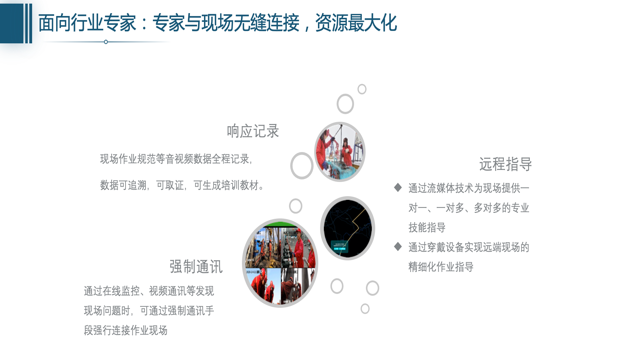 面向行业专家：专家与现场无缝连接，资源最大化
响应记录
现场作业规范等音视频数据全程记录,
数据可追溯，可取证，可生成培训教材。
远程指导
◆ 通过流媒体技术为现场提供一
对一、一对多、多对多的专业
技能指导
◆ 通过穿戴设备实现远端现场的
精细化作业指导
强制通讯
通过在线监控、视频通讯等发现
现场问题时，可通过强制通讯手
段强行连接作业现场